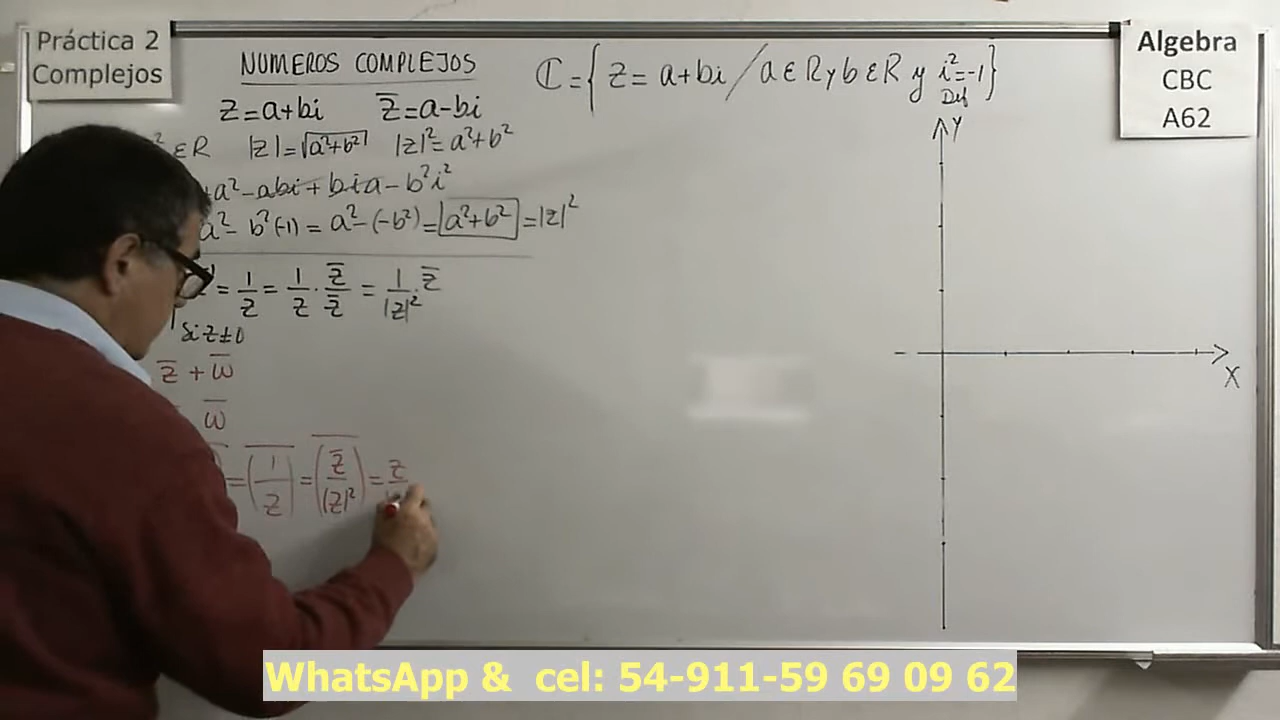 Práctica 2
Complejos
NUMEROS COMPLEJOS
ℂ = { z = a+bi / a ∈ R y b ∈ R y i² = -1 }
Def
Algebra
CBC
A62
z = a+bi   z̅ = a-bi
² ∈ R   |z| = √(a²+b²)   |z|² = a²+b²
+a² - abi + bia - b²i²
a² - b²(-1) = a² - (-b²) = a²+b² = |z|²
= 1/z = 1/z · z̅/z̅ = 1/|z|² · z̅
si z ≠ 0
z̅ + w̅
w̅
= (1/z)̅ = (z̅/|z|²)̅ = z
Y
X
WhatsApp & cel: 54-911-59 69 09 62